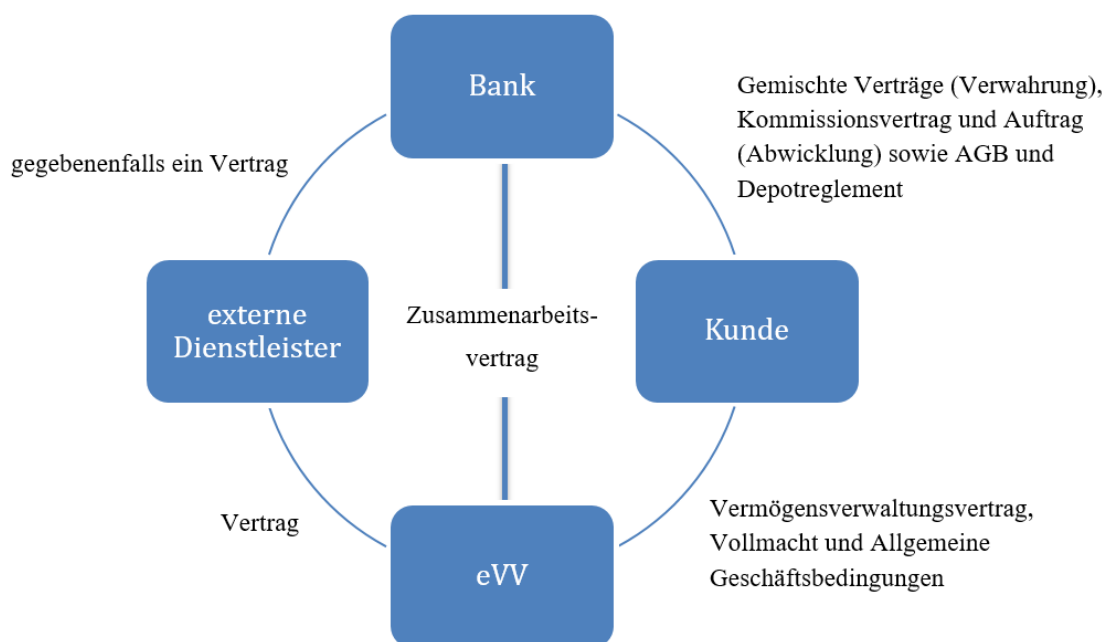 Bank
Gemischte Verträge (Verwahrung),
Kommissionsvertrag und Auftrag
(Abwicklung) sowie AGB und
Depotreglement
gegebenenfalls ein Vertrag
externe
Dienstleister
Zusammenarbeits-
vertrag
Kunde
Vertrag
Vermögensverwaltungsvertrag,
Vollmacht und Allgemeine
Geschäftsbedingungen
eVV